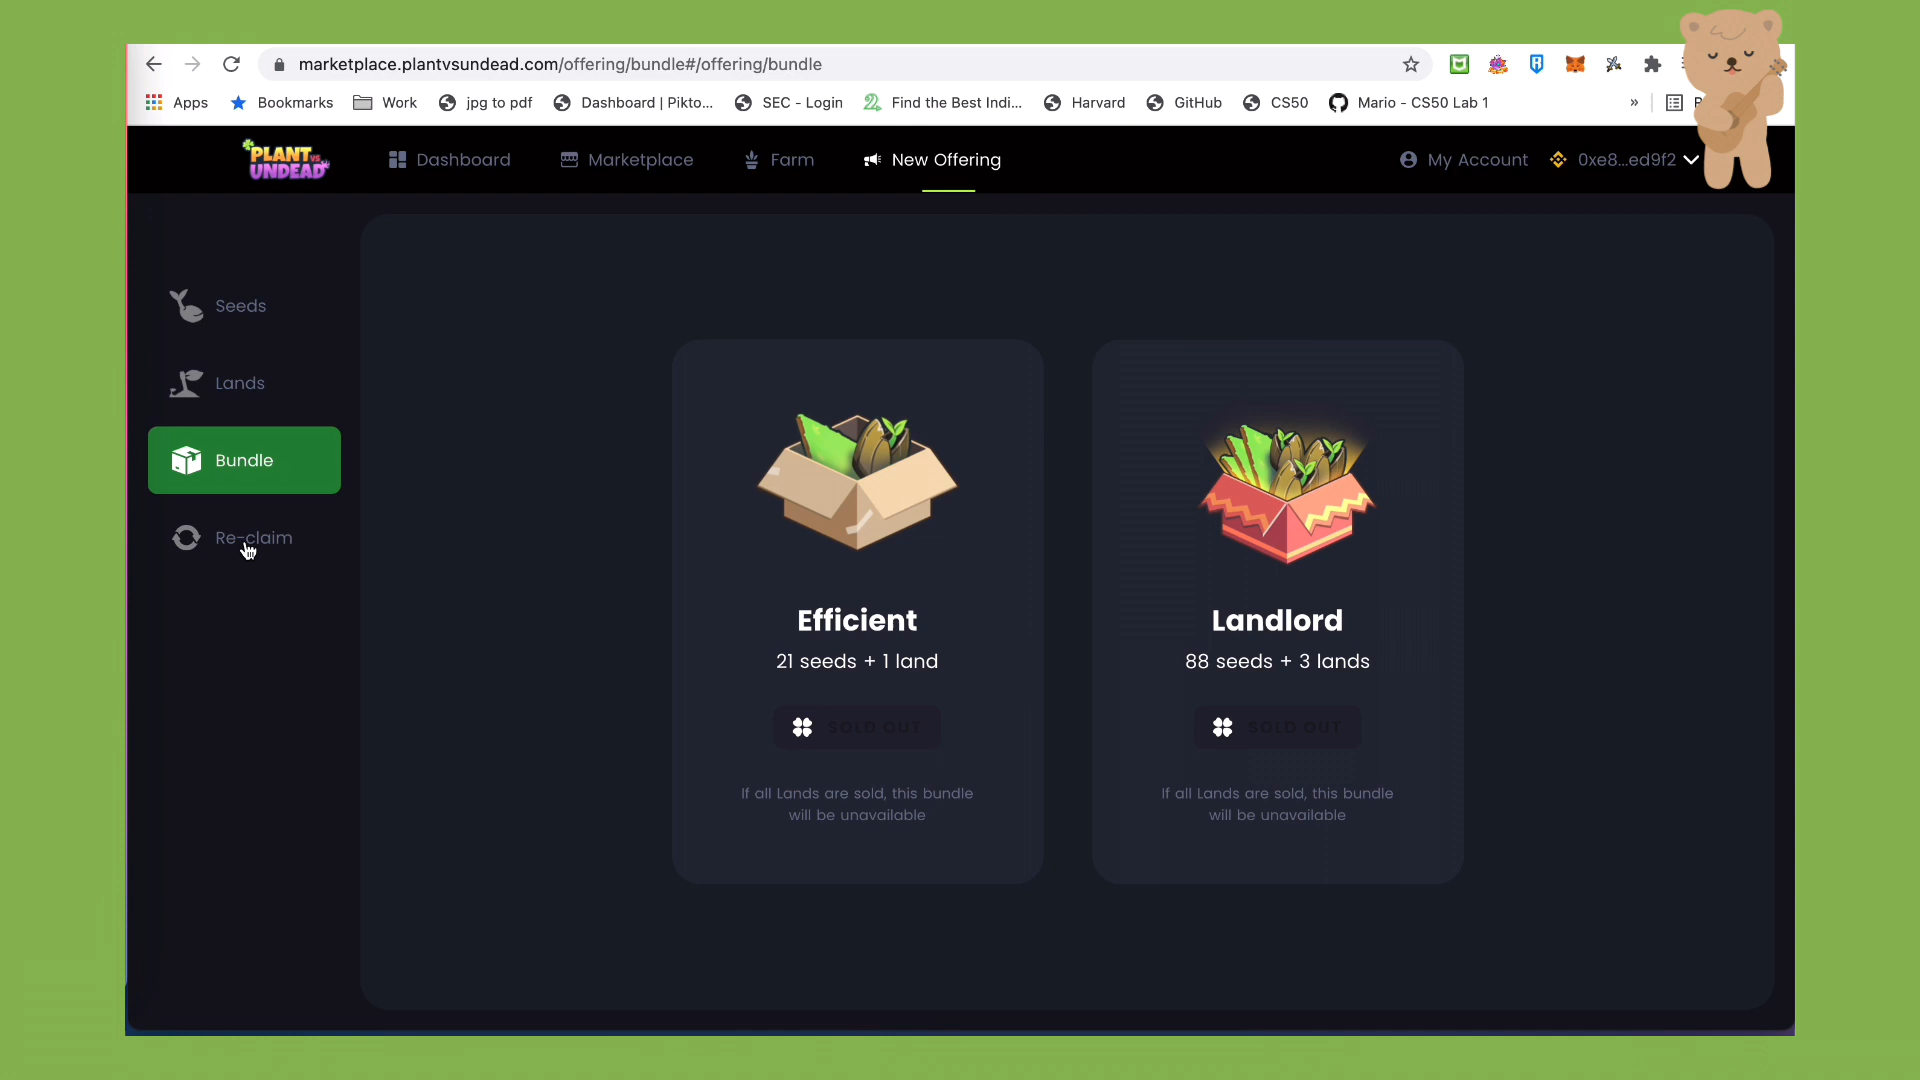 marketplace.plantvsundead.com/offering/bundle#/offering/bundle
Apps Bookmarks Work jpg to pdf Dashboard | Pikto... SEC - Login Find the Best Indi... Harvard GitHub CS50 Mario - CS50 Lab 1 »
PLANT VS UNDEAD
Dashboard Marketplace Farm New Offering My Account 0xe8...ed9f2
Seeds
Lands
Bundle
Re-claim
Efficient
21 seeds + 1 land
SOLD OUT
If all Lands are sold, this bundle
will be unavailable
Landlord
88 seeds + 3 lands
SOLD OUT
If all Lands are sold, this bundle
will be unavailable